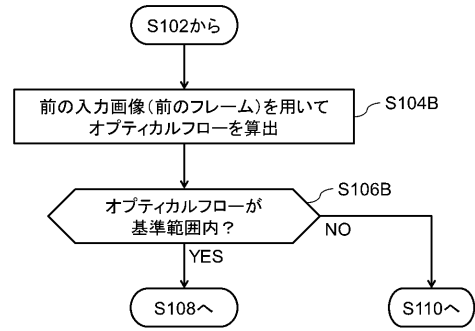 S102から
前の入力画像(前のフレーム)を用いて
オプティカルフローを算出
S104B
オプティカルフローが
基準範囲内?
S106B
NO
YES
S108へ
S110へ